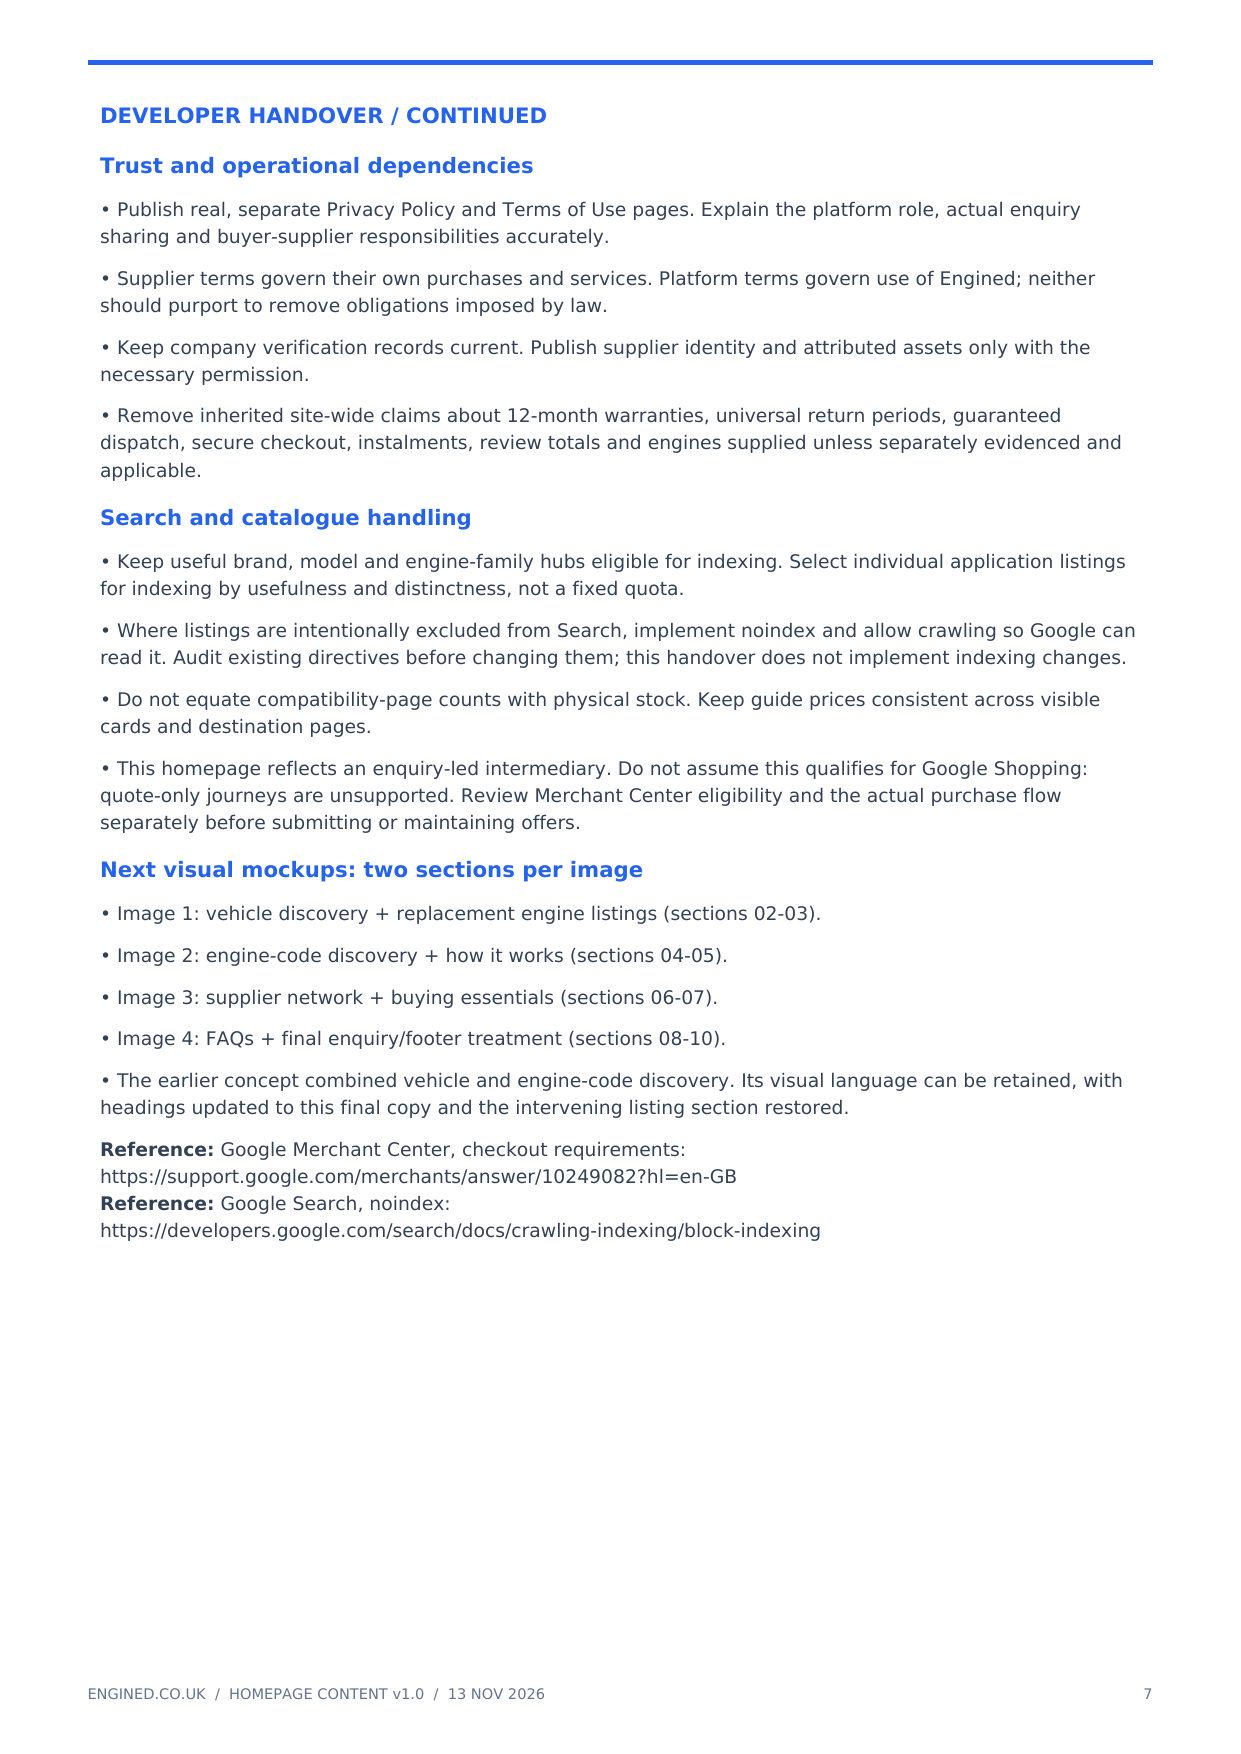 DEVELOPER HANDOVER / CONTINUED
Trust and operational dependencies
• Publish real, separate Privacy Policy and Terms of Use pages. Explain the platform role, actual enquiry
sharing and buyer-supplier responsibilities accurately.
• Supplier terms govern their own purchases and services. Platform terms govern use of Engined; neither
should purport to remove obligations imposed by law.
• Keep company verification records current. Publish supplier identity and attributed assets only with the
necessary permission.
• Remove inherited site-wide claims about 12-month warranties, universal return periods, guaranteed
dispatch, secure checkout, instalments, review totals and engines supplied unless separately evidenced and
applicable.
Search and catalogue handling
• Keep useful brand, model and engine-family hubs eligible for indexing. Select individual application listings
for indexing by usefulness and distinctness, not a fixed quota.
• Where listings are intentionally excluded from Search, implement noindex and allow crawling so Google can
read it. Audit existing directives before changing them; this handover does not implement indexing changes.
• Do not equate compatibility-page counts with physical stock. Keep guide prices consistent across visible
cards and destination pages.
• This homepage reflects an enquiry-led intermediary. Do not assume this qualifies for Google Shopping:
quote-only journeys are unsupported. Review Merchant Center eligibility and the actual purchase flow
separately before submitting or maintaining offers.
Next visual mockups: two sections per image
• Image 1: vehicle discovery + replacement engine listings (sections 02-03).
• Image 2: engine-code discovery + how it works (sections 04-05).
• Image 3: supplier network + buying essentials (sections 06-07).
• Image 4: FAQs + final enquiry/footer treatment (sections 08-10).
• The earlier concept combined vehicle and engine-code discovery. Its visual language can be retained, with
headings updated to this final copy and the intervening listing section restored.
Reference: Google Merchant Center, checkout requirements:
https://support.google.com/merchants/answer/10249082?hl=en-GB
Reference: Google Search, noindex:
https://developers.google.com/search/docs/crawling-indexing/block-indexing
ENGINED.CO.UK / HOMEPAGE CONTENT v1.0 / 13 NOV 2026 7